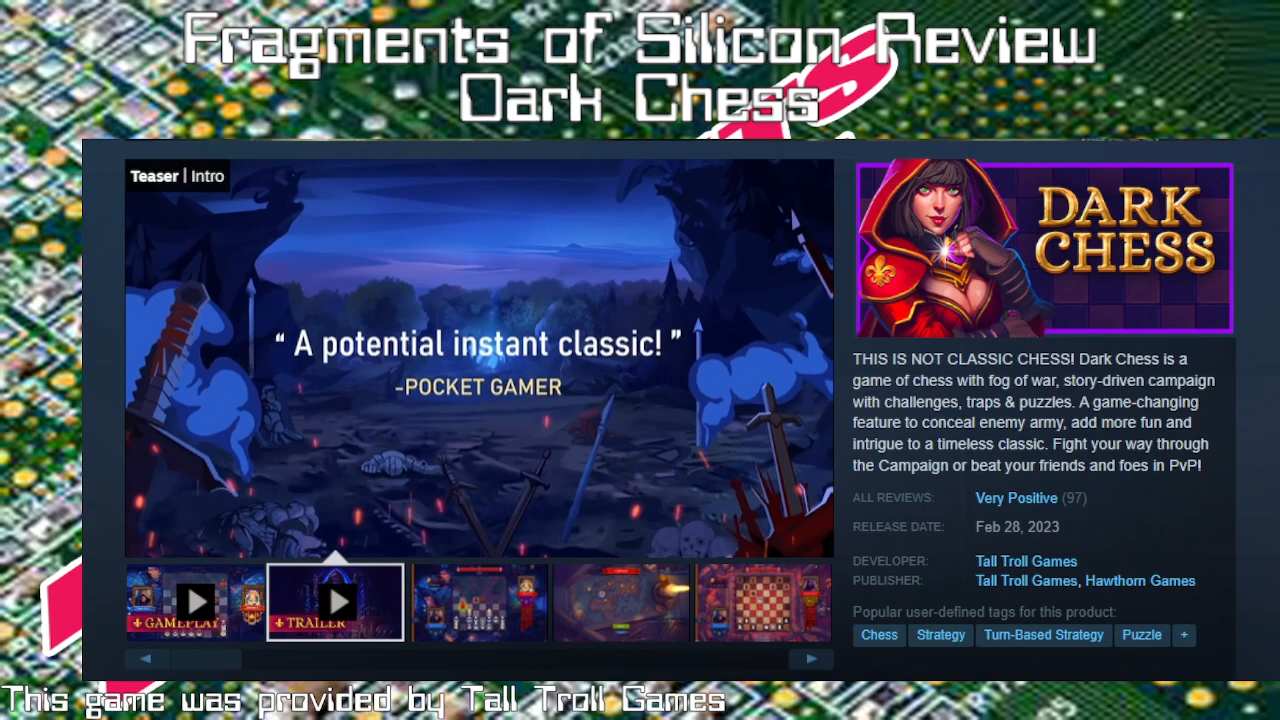 Fragments of Silicon Review
Dark Chess
Teaser | Intro
“ A potential instant classic! ”
-POCKET GAMER
GAMEPLAY
TRAILER
DARK
CHESS
THIS IS NOT CLASSIC CHESS! Dark Chess is a
game of chess with fog of war, story-driven campaign
with challenges, traps & puzzles. A game-changing
feature to conceal enemy army, add more fun and
intrigue to a timeless classic. Fight your way through
the Campaign or beat your friends and foes in PvP!
ALL REVIEWS: Very Positive (97)
RELEASE DATE: Feb 28, 2023
DEVELOPER: Tall Troll Games
PUBLISHER: Tall Troll Games, Hawthorn Games
Popular user-defined tags for this product:
Chess Strategy Turn-Based Strategy Puzzle +
This game was provided by Tall Troll Games